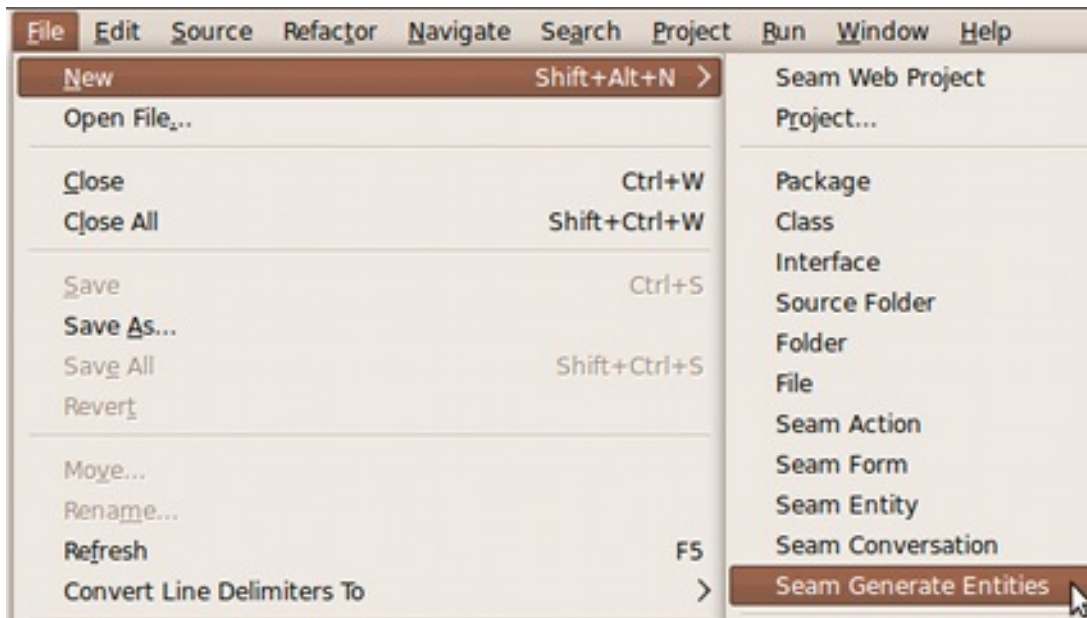 File Edit Source Refactor Navigate Search Project Run Window Help
New Shift+Alt+N
Open File...
Close Ctrl+W
Close All Shift+Ctrl+W
Save Ctrl+S
Save As...
Save All Shift+Ctrl+S
Revert
Move...
Rename...
Refresh F5
Convert Line Delimiters To
Seam Web Project
Project...
Package
Class
Interface
Source Folder
Folder
File
Seam Action
Seam Form
Seam Entity
Seam Conversation
Seam Generate Entities